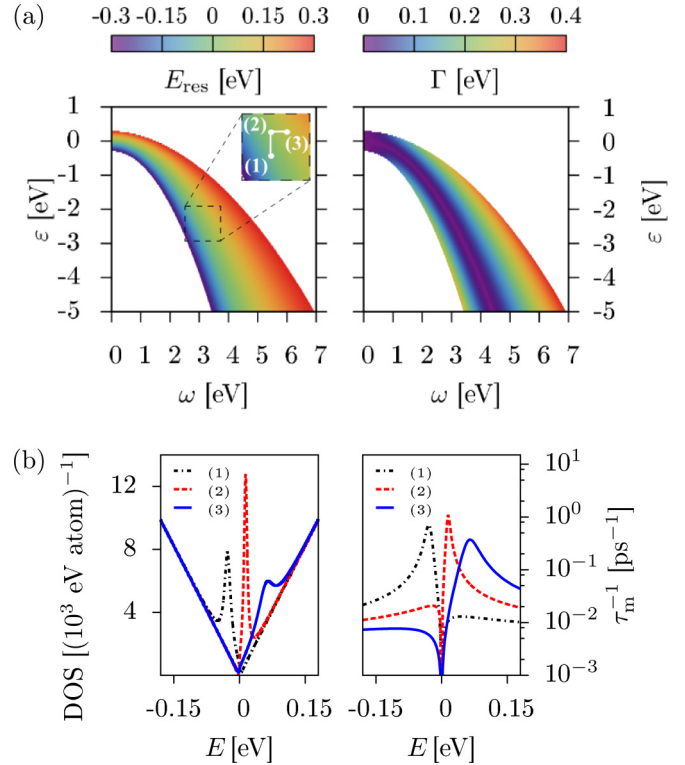 (a)
-0.3 -0.15 0 0.15 0.3
E_res [eV]
0 0.1 0.2 0.3 0.4
Γ [eV]
1
0
-1
-2
-3
-4
-5
ε [eV]
(2)
(3)
(1)
0 1 2 3 4 5 6 7
ω [eV]
1
0
-1
-2
-3
-4
-5
ε [eV]
0 1 2 3 4 5 6 7
ω [eV]
(b)
DOS [(10³ eV atom)⁻¹]
12
8
4
(1)
(2)
(3)
-0.15 0 0.15
E [eV]
(1)
(2)
(3)
10¹
10⁰
10⁻¹
10⁻²
10⁻³
τ_m⁻¹ [ps⁻¹]
-0.15 0 0.15
E [eV]